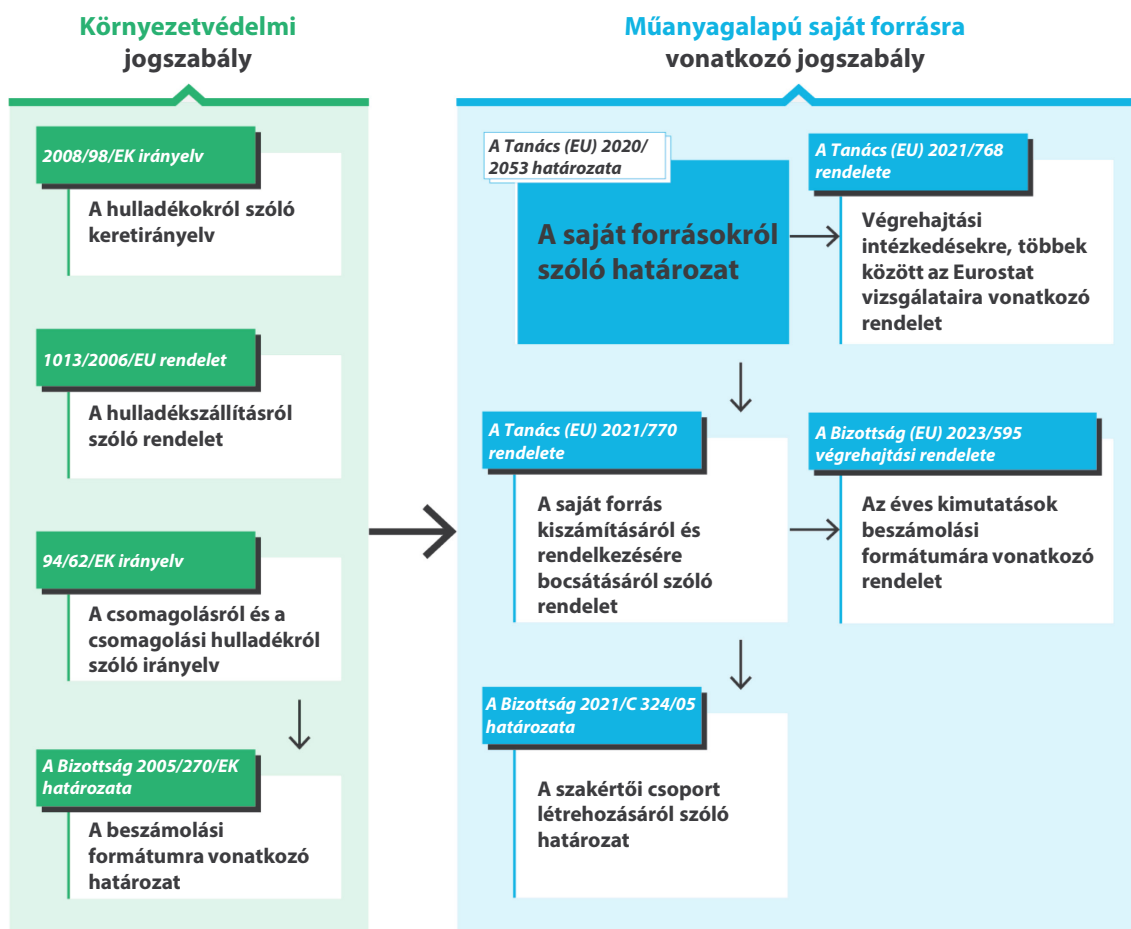 Környezetvédelmi
jogszabály
2008/98/EK irányelv
A hulladékokról szóló
keretirányelv
1013/2006/EU rendelet
A hulladékszállításról
szóló rendelet
94/62/EK irányelv
A csomagolásról és a
csomagolási hulladékról
szóló irányelv
A Bizottság 2005/270/EK
határozata
A beszámolási
formátumra vonatkozó
határozat
Műanyagalapú saját forrásra
vonatkozó jogszabály
A Tanács (EU) 2020/
2053 határozata
A saját forrásokról
szóló határozat
A Tanács (EU) 2021/768
rendelete
Végrehajtási
intézkedésekre, többek
között az Eurostat
vizsgálataira vonatkozó
rendelet
A Tanács (EU) 2021/770
rendelete
A saját forrás
kiszámításáról és
rendelkezésére
bocsátásáról szóló
rendelet
A Bizottság (EU) 2023/595
végrehajtási rendelete
Az éves kimutatások
beszámolási
formátumára vonatkozó
rendelet
A Bizottság 2021/C 324/05
határozata
A szakértői csoport
létrehozásáról szóló
határozat